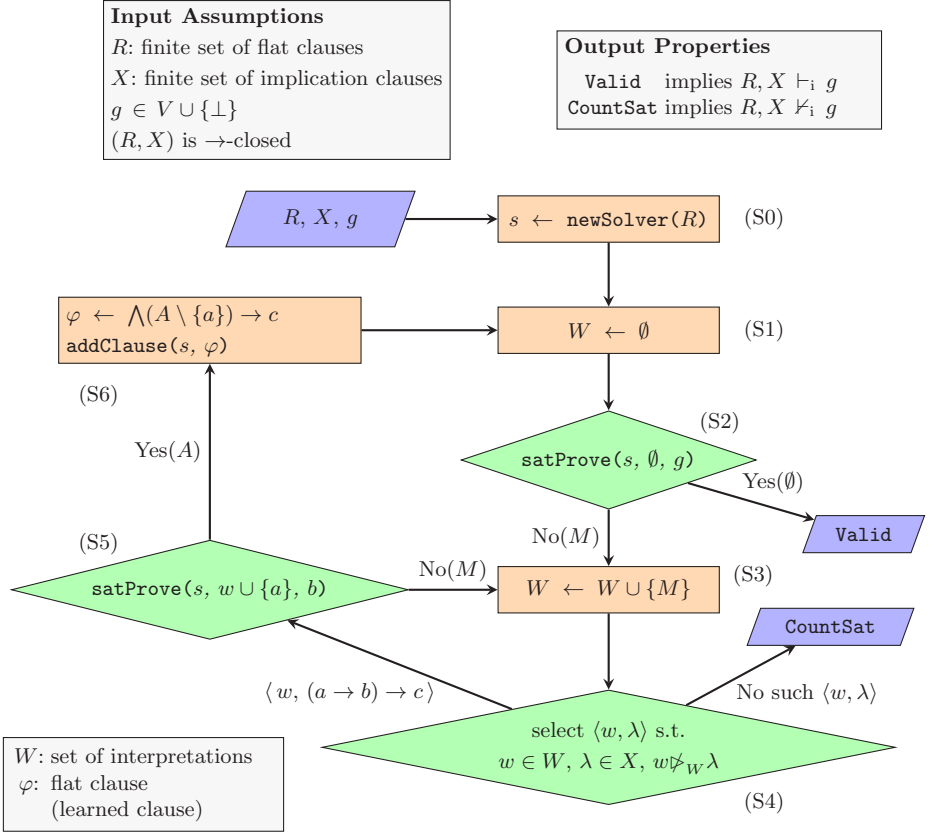 Input Assumptions
R: finite set of flat clauses
X: finite set of implication clauses
g ∈ V ∪ {⊥}
(R, X) is →-closed
Output Properties
Valid implies R, X ⊢i g
CountSat implies R, X ⊬i g
R, X, g
s ← newSolver(R)
(S0)
φ ← ⋀(A \ {a}) → c
addClause(s, φ)
W ← ∅
(S1)
(S6)
(S2)
satProve(s, ∅, g)
Yes(A)
Yes(∅)
Valid
No(M)
(S5)
satProve(s, w ∪ {a}, b)
No(M)
W ← W ∪ {M}
(S3)
CountSat
⟨ w, (a → b) → c ⟩
No such ⟨w, λ⟩
select ⟨w, λ⟩ s.t.
w ∈ W, λ ∈ X, w⋫W λ
(S4)
W: set of interpretations
φ: flat clause
(learned clause)